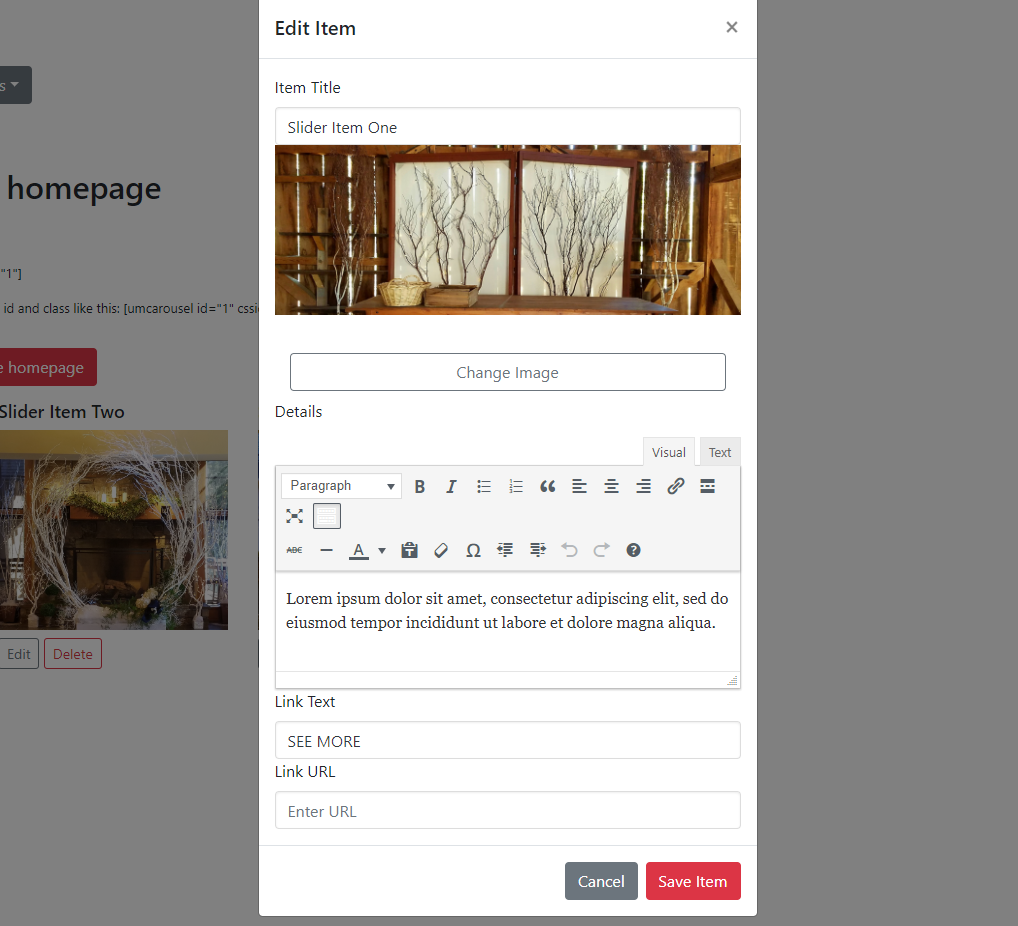 Edit Item
×
s
Item Title
Slider Item One
homepage
"1"]
id and class like this: [umcarousel id="1" cssi
e homepage
Change Image
Slider Item Two
Details
Visual
Text
Paragraph
B
I
ABC
A
Ω
Lorem ipsum dolor sit amet, consectetur adipiscing elit, sed do
eiusmod tempor incididunt ut labore et dolore magna aliqua.
Edit
Delete
Link Text
SEE MORE
Link URL
Enter URL
Cancel
Save Item